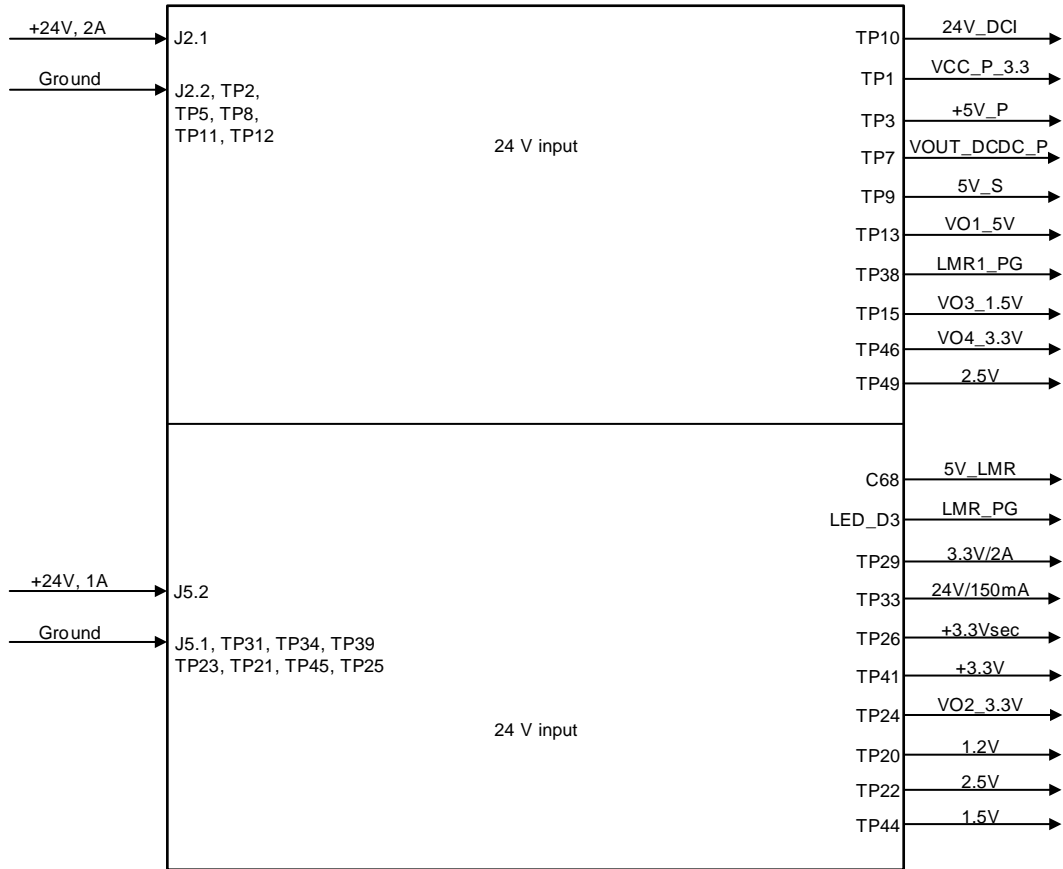 +24V, 2A
J2.1
Ground
J2.2, TP2,
TP5, TP8,
TP11, TP12
24 V input
TP10 24V_DCI
TP1 VCC_P_3.3
TP3 +5V_P
TP7 VOUT_DCDC_P
TP9 5V_S
TP13 VO1_5V
TP38 LMR1_PG
TP15 VO3_1.5V
TP46 VO4_3.3V
TP49 2.5V
+24V, 1A
J5.2
Ground
J5.1, TP31, TP34, TP39
TP23, TP21, TP45, TP25
24 V input
C68 5V_LMR
LED_D3 LMR_PG
TP29 3.3V/2A
TP33 24V/150mA
TP26 +3.3Vsec
TP41 +3.3V
TP24 VO2_3.3V
TP20 1.2V
TP22 2.5V
TP44 1.5V